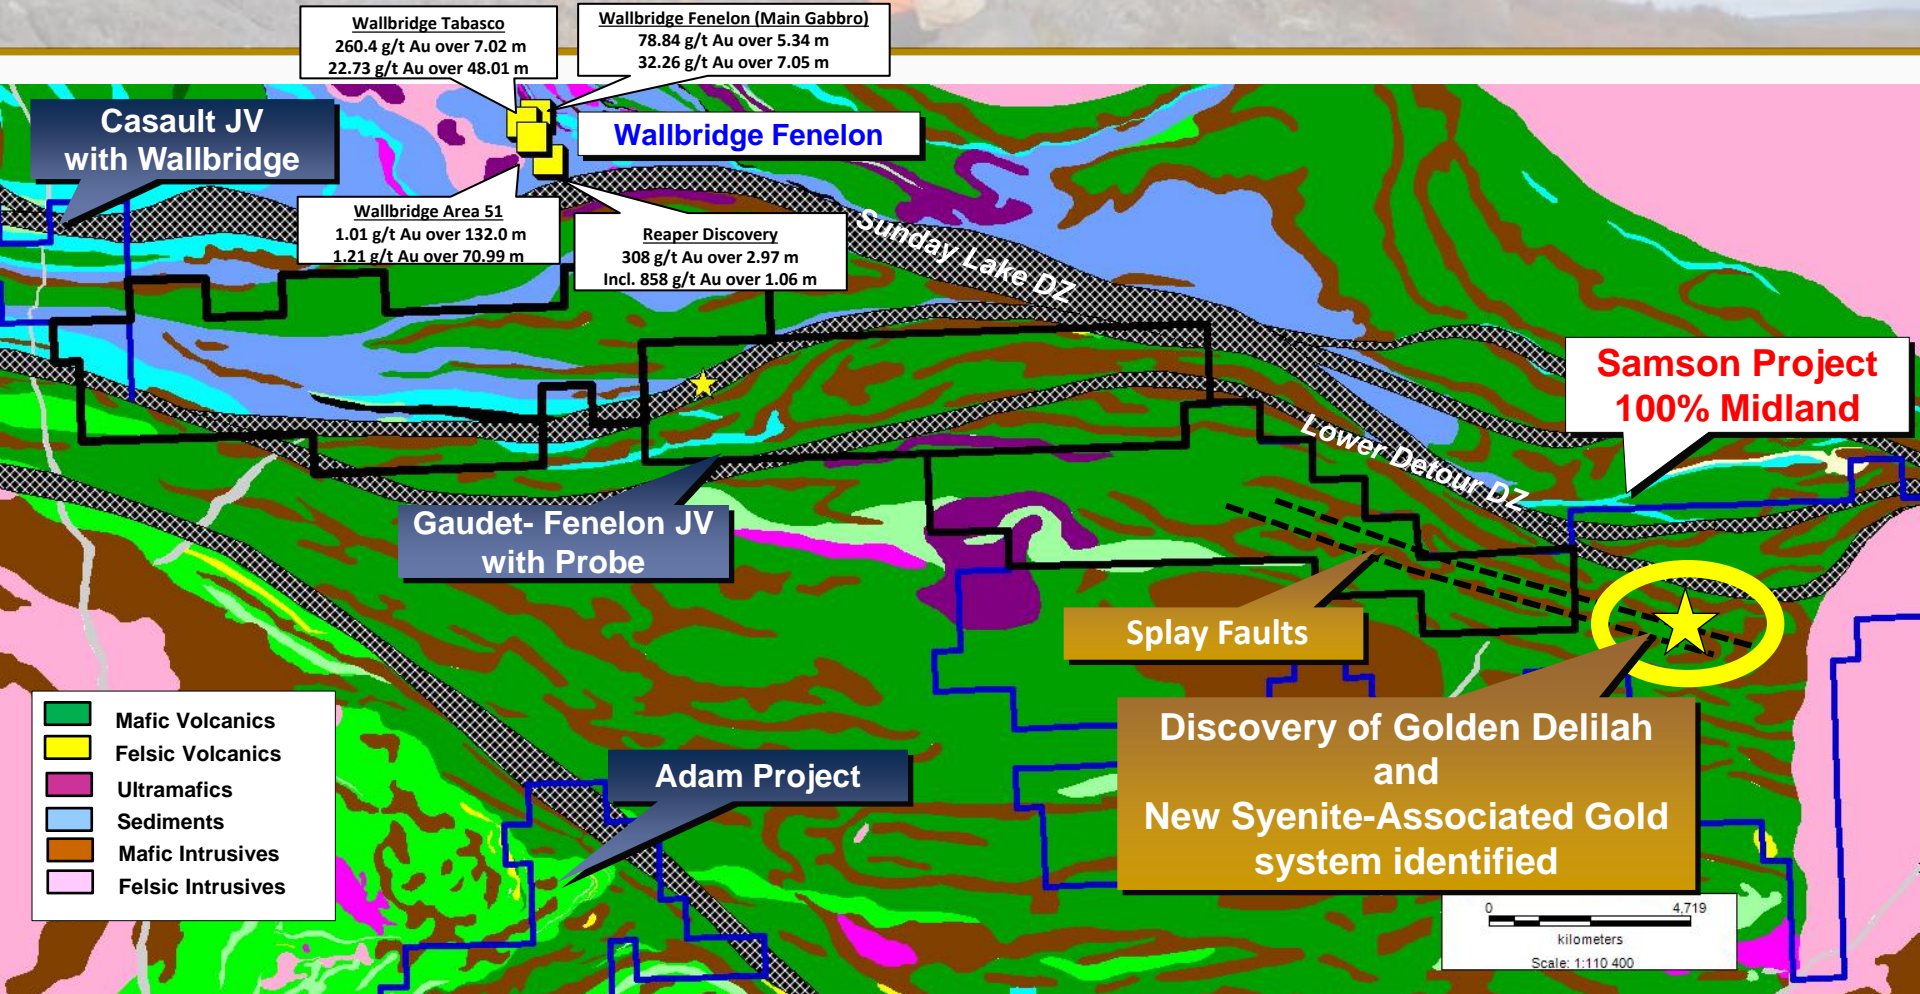 Wallbridge Tabasco
260.4 g/t Au over 7.02 m
22.73 g/t Au over 48.01 m
Wallbridge Fenelon (Main Gabbro)
78.84 g/t Au over 5.34 m
32.26 g/t Au over 7.05 m
Casault JV
with Wallbridge
Wallbridge Fenelon
Wallbridge Area 51
1.01 g/t Au over 132.0 m
1.21 g/t Au over 70.99 m
Reaper Discovery
308 g/t Au over 2.97 m
Incl. 858 g/t Au over 1.06 m
Sunday Lake DZ
Samson Project
100% Midland
Lower Detour DZ
Gaudet- Fenelon JV
with Probe
Splay Faults
Discovery of Golden Delilah
and
New Syenite-Associated Gold
system identified
Adam Project
Mafic Volcanics
Felsic Volcanics
Ultramafics
Sediments
Mafic Intrusives
Felsic Intrusives
0 4,719
kilometers
Scale: 1:110 400